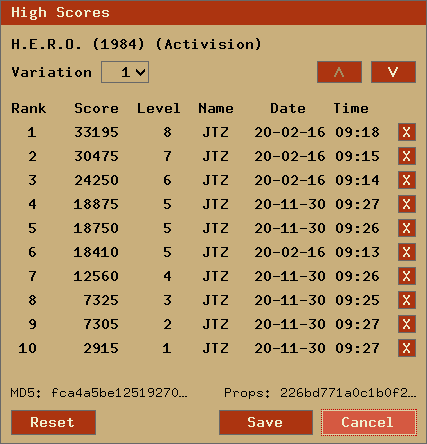 High Scores
H.E.R.O. (1984) (Activision)
Variation 1 Λ V
Rank Score Level Name Date Time
1 33195 8 JTZ 20-02-16 09:18 X
2 30475 7 JTZ 20-02-16 09:15 X
3 24250 6 JTZ 20-02-16 09:14 X
4 18875 5 JTZ 20-11-30 09:27 X
5 18750 5 JTZ 20-11-30 09:26 X
6 18410 5 JTZ 20-02-16 09:13 X
7 12560 4 JTZ 20-11-30 09:26 X
8 7325 3 JTZ 20-11-30 09:25 X
9 7305 2 JTZ 20-11-30 09:27 X
10 2915 1 JTZ 20-11-30 09:27 X
MD5: fca4a5be12519270… Props: 226bd771a0c1b0f2…
Reset Save Cancel